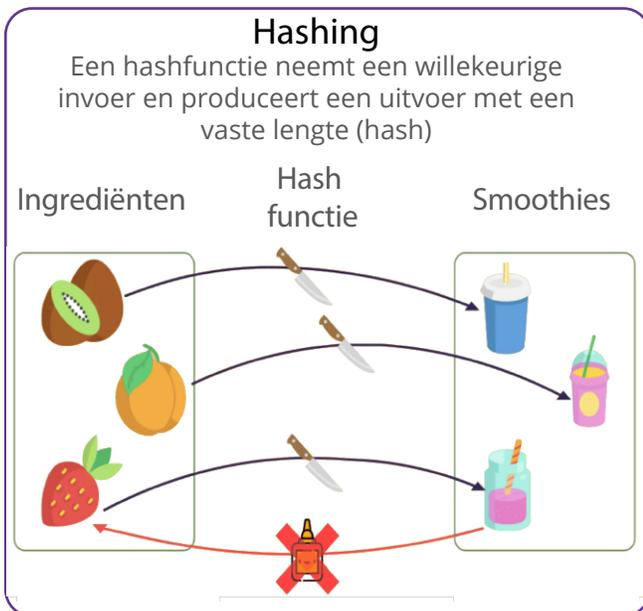 Hashing
Een hashfunctie neemt een willekeurige
invoer en produceert een uitvoer met een
vaste lengte (hash)
Ingrediënten
Hash
functie
Smoothies